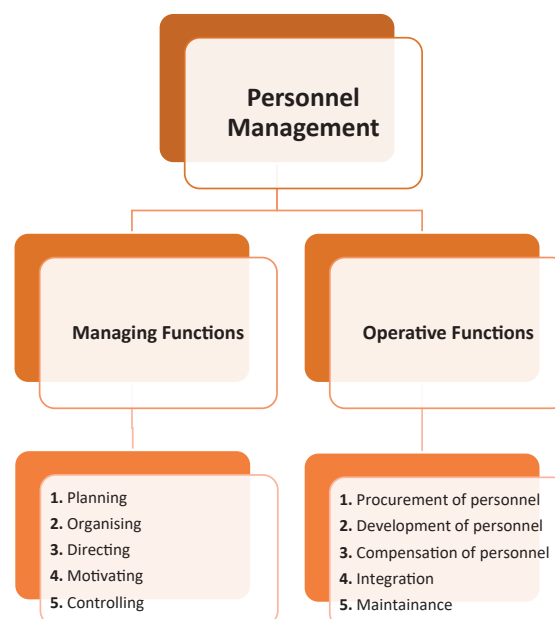 Personnel
Management
Managing Functions
Operative Functions
1. Planning
2. Organising
3. Directing
4. Motivating
5. Controlling
1. Procurement of personnel
2. Development of personnel
3. Compensation of personnel
4. Integration
5. Maintainance